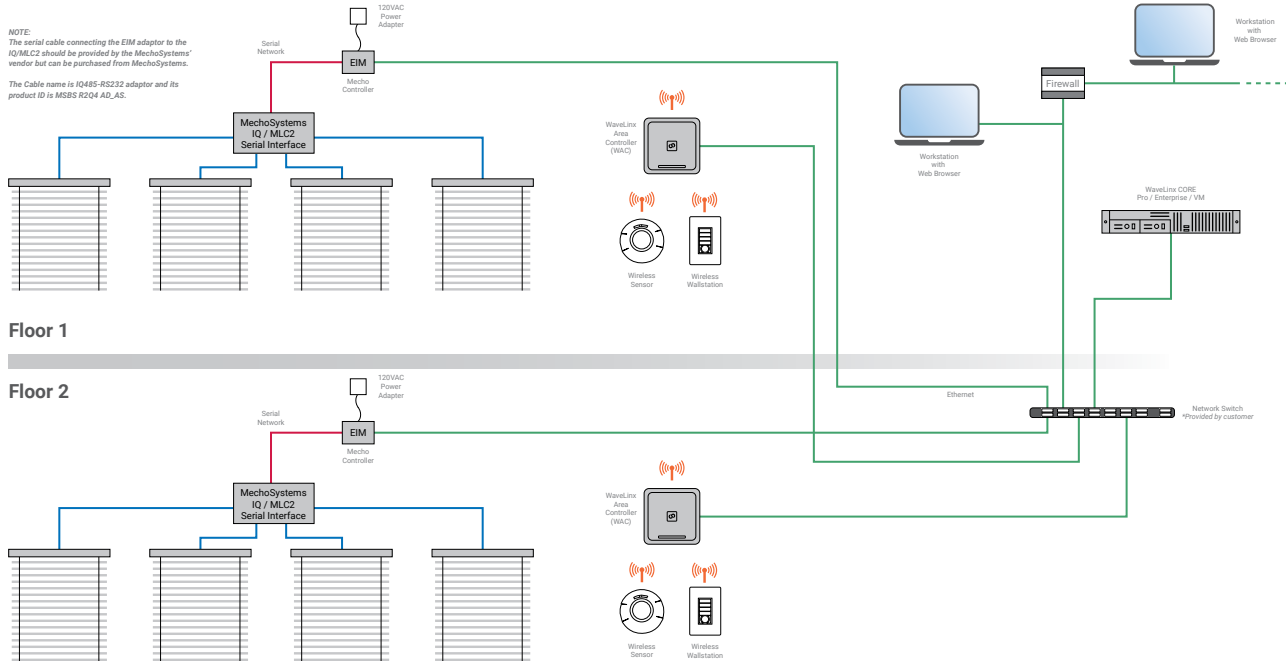 NOTE:
The serial cable connecting the EIM adaptor to the
IQ/MLC2 should be provided by the MechoSystems'
vendor but can be purchased from MechoSystems.
The Cable name is IQ485-RS232 adaptor and its
product ID is MSBS R2Q4 AD_AS.
120VAC
Power
Adapter
Serial
Network
EIM
Mecho
Controller
MechoSystems
IQ / MLC2
Serial Interface
WaveLinx
Area
Controller
(WAC)
Wireless
Sensor
Wireless
Wallstation
Workstation
with
Web Browser
Firewall
Workstation
with
Web Browser
WaveLinx CORE
Pro / Enterprise / VM
Floor 1
Floor 2
120VAC
Power
Adapter
Serial
Network
EIM
Mecho
Controller
MechoSystems
IQ / MLC2
Serial Interface
Ethernet
Network Switch
*Provided by customer
WaveLinx
Area
Controller
(WAC)
Wireless
Sensor
Wireless
Wallstation